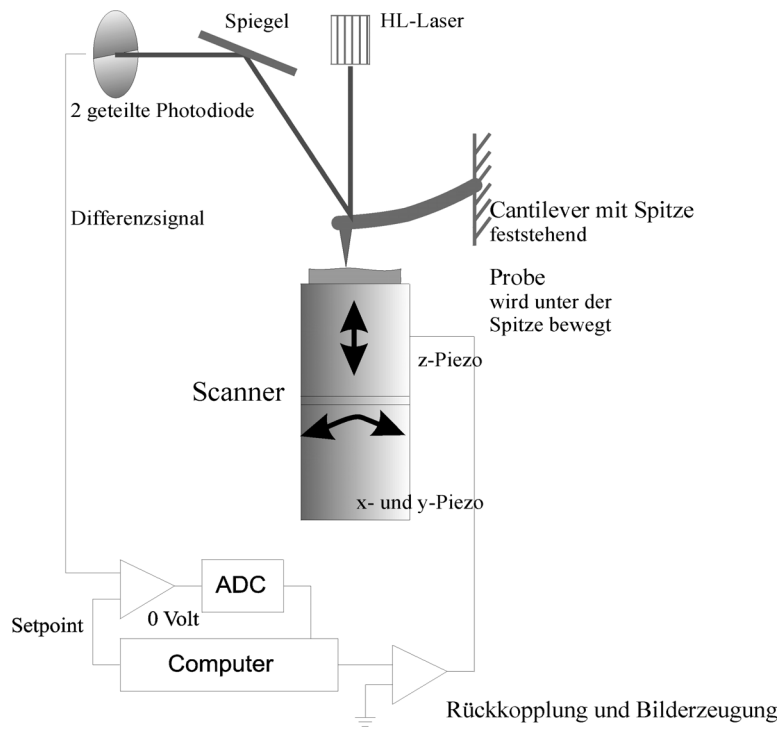 Spiegel
HL-Laser
2 geteilte Photodiode
Differenzsignal
Cantilever mit Spitze
feststehend
Probe
wird unter der
Spitze bewegt
z-Piezo
Scanner
x- und y-Piezo
ADC
0 Volt
Setpoint
Computer
Rückkopplung und Bilderzeugung